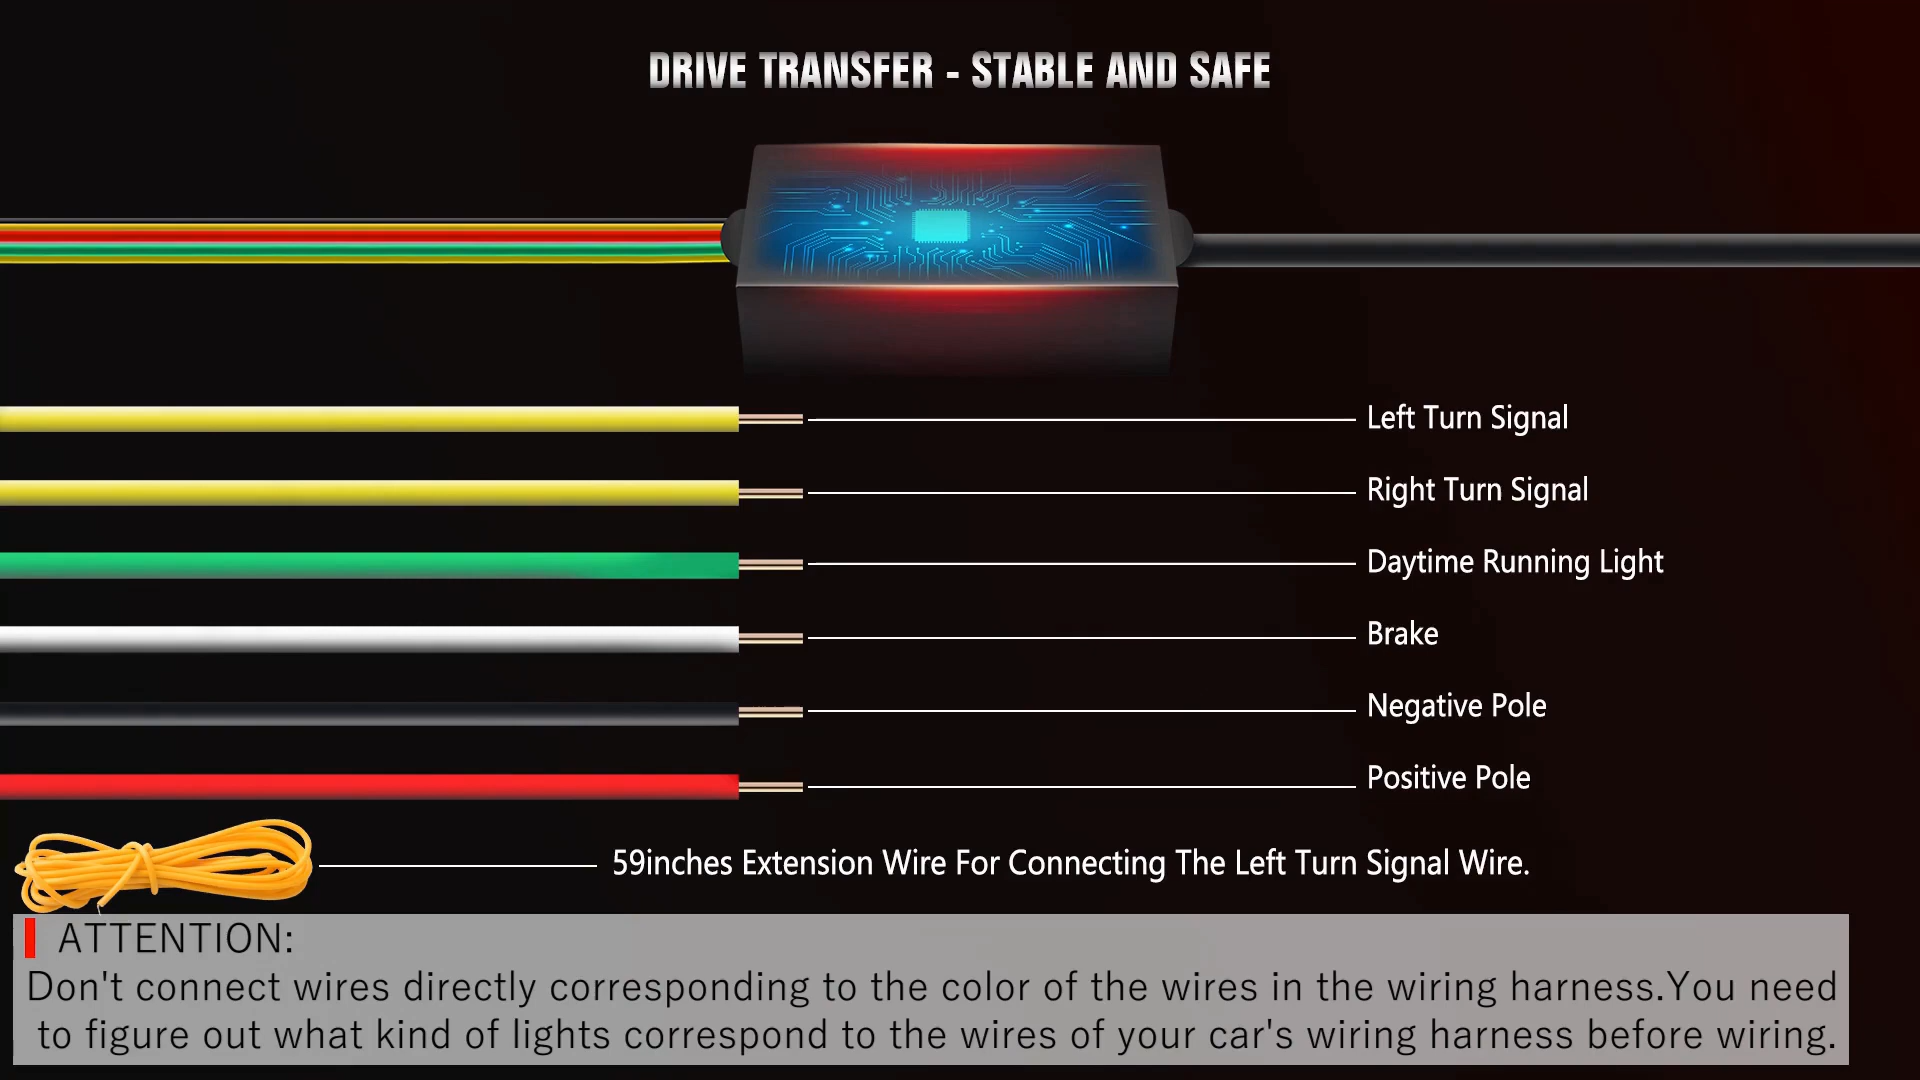 DRIVE TRANSFER - STABLE AND SAFE
Left Turn Signal
Right Turn Signal
Daytime Running Light
Brake
Negative Pole
Positive Pole
59inches Extension Wire For Connecting The Left Turn Signal Wire.
ATTENTION:
Don't connect wires directly corresponding to the color of the wires in the wiring harness.You need
to figure out what kind of lights correspond to the wires of your car's wiring harness before wiring.